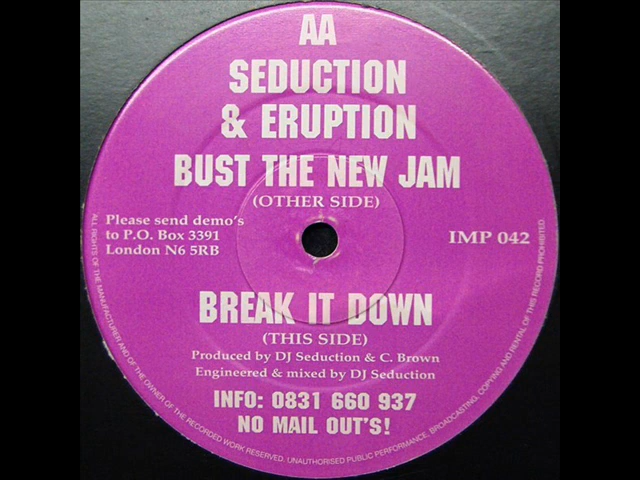 AA
SEDUCTION
& ERUPTION
BUST THE NEW JAM
(OTHER SIDE)
Please send demo's
to P.O. Box 3391
London N6 5RB
IMP 042
BREAK IT DOWN
(THIS SIDE)
Produced by DJ Seduction & C. Brown
Engineered & mixed by DJ Seduction
INFO: 0831 660 937
NO MAIL OUT'S!
ALL RIGHTS OF THE MANUFACTURER AND OF THE OWNER OF THE RECORDED WORK RESERVED. UNAUTHORISED PUBLIC PERFORMANCE, BROADCASTING, COPYING AND RENTAL OF THIS RECORD PROHIBITED.